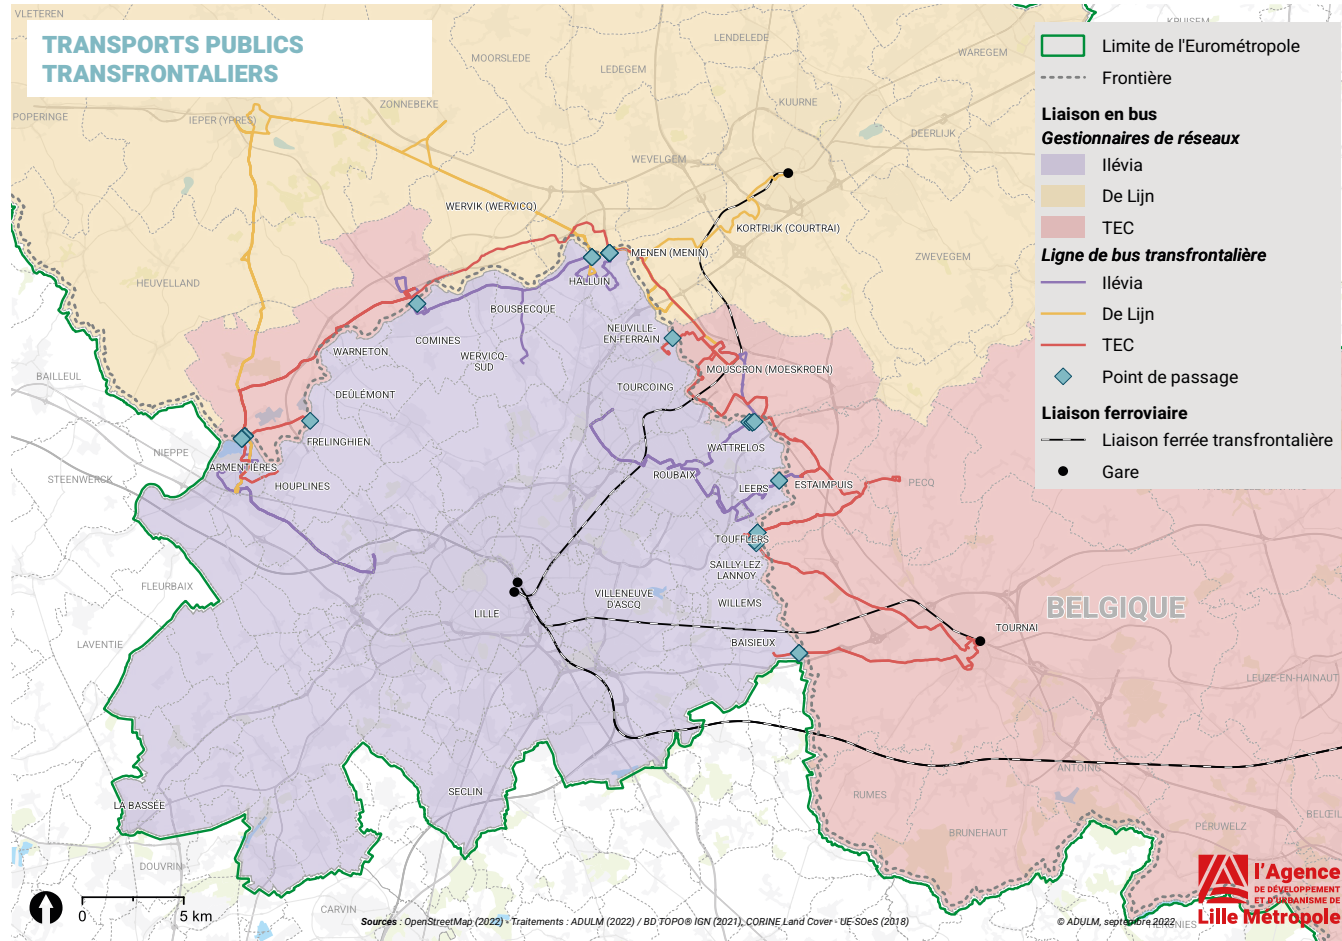 TRANSPORTS PUBLICS
TRANSFRONTALIERS
VLETEREN
KRUISEM
LENDELEDE
WAREGEM
MOORSLEDE
LEDEGEM
ZONNEBEKE
KUURNE
POPERINGE
IEPER (YPRES)
DEERLIJK
WEVELGEM
WERVIK (WERVICQ)
KORTRIJK (COURTRAI)
MENEN (MENIN)
ZWEVEGEM
HEUVELLAND
HALLUIN
BOUSBECQUE
NEUVILLE-
EN-FERRAIN
COMINES
WARNETON
WERVICQ-
SUD
MOUSCRON (MOESKROEN)
BAILLEUL
TOURCOING
DEÛLÉMONT
FRELINGHIEN
WATTRELOS
NIEPPE
ARMENTIÈRES
STEENWERCK
HOUPLINES
ROUBAIX
LEERS
ESTAIMPUIS
PECQ
TOUFFLERS
SAILLY-LEZ-
LANNOY
FLEURBAIX
VILLENEUVE
D'ASCQ
WILLEMS
LILLE
BELGIQUE
TOURNAI
BAISIEUX
LAVENTIE
LEUZE-EN-HAINAUT
ANTOING
SECLIN
RUMES
LA BASSÉE
BRUNEHAUT
PÉRUWELZ
BELŒIL
DOUVRIN
CARVIN
HERGNIES
Limite de l'Eurométropole
Frontière
Liaison en bus
Gestionnaires de réseaux
Ilévia
De Lijn
TEC
Ligne de bus transfrontalière
Ilévia
De Lijn
TEC
Point de passage
Liaison ferroviaire
Liaison ferrée transfrontalière
Gare
0
5 km
Sources : OpenStreetMap (2022) - Traitements : ADULM (2022) / BD TOPO® IGN (2021), CORINE Land Cover - UE-SOeS (2018)
© ADULM, septembre 2022
l'Agence
DE DÉVELOPPEMENT
ET D'URBANISME DE
Lille Métropole